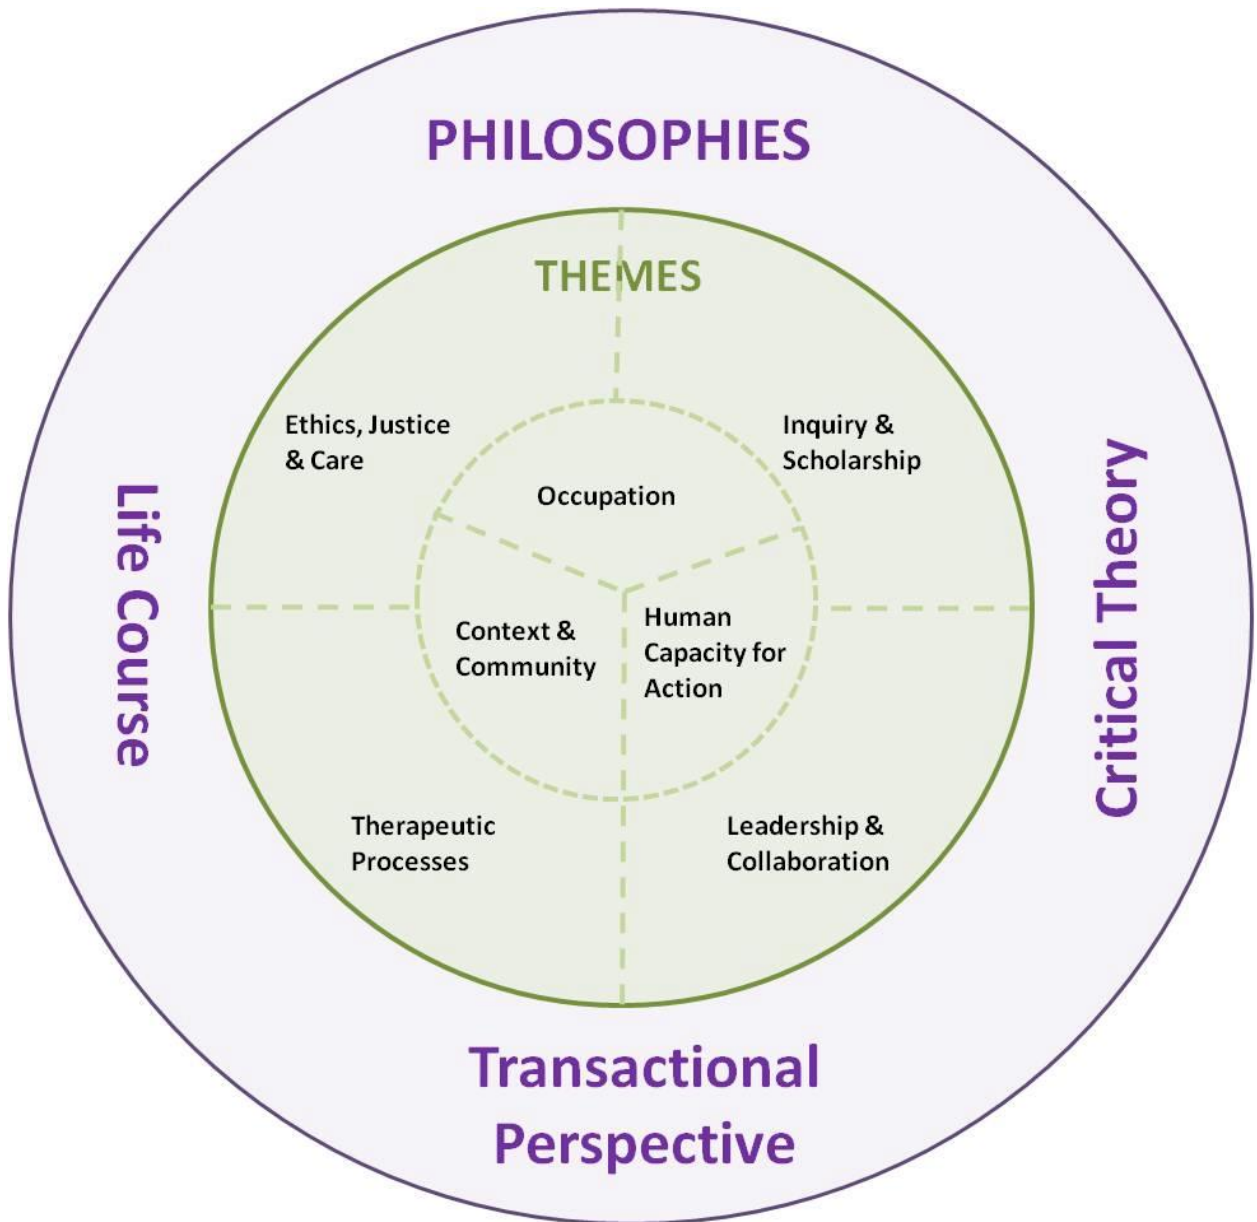 PHILOSOPHIES
THEMES
Ethics, Justice
& Care
Inquiry &
Scholarship
Occupation
Life Course
Critical Theory
Context &
Community
Human
Capacity for
Action
Therapeutic
Processes
Leadership &
Collaboration
Transactional
Perspective